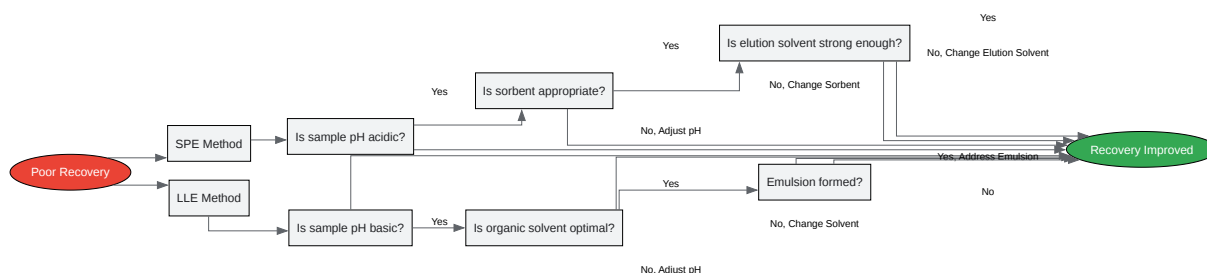 Yes
Is elution solvent strong enough?
Yes
No, Change Elution Solvent
Yes
Is sorbent appropriate?
No, Change Sorbent
SPE Method
Is sample pH acidic?
No, Adjust pH
Recovery Improved
Yes, Address Emulsion
Poor Recovery
LLE Method
Yes
Emulsion formed?
No
Is sample pH basic?
Yes
Is organic solvent optimal?
No, Change Solvent
No, Adjust pH